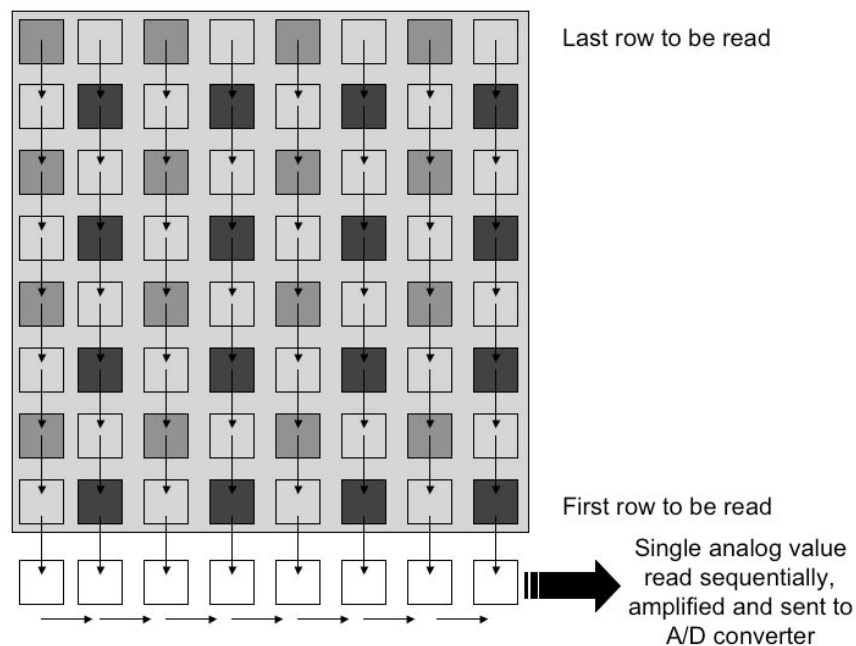 Last row to be read
First row to be read
Single analog value
read sequentially,
amplified and sent to
A/D converter